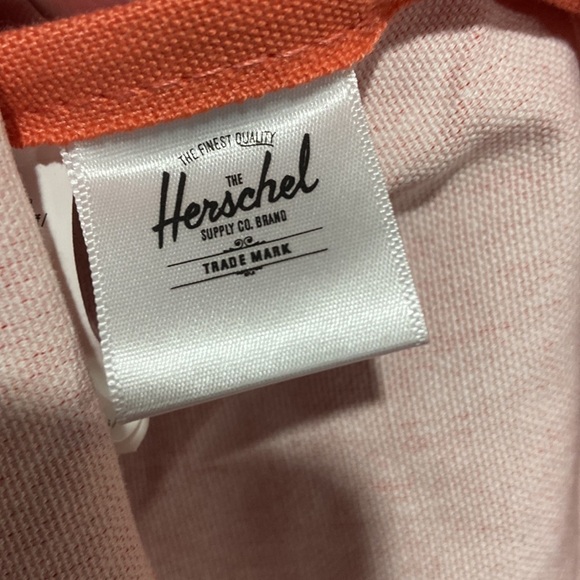 THE FINEST QUALITY
THE
Herschel
SUPPLY CO. BRAND
TRADE MARK